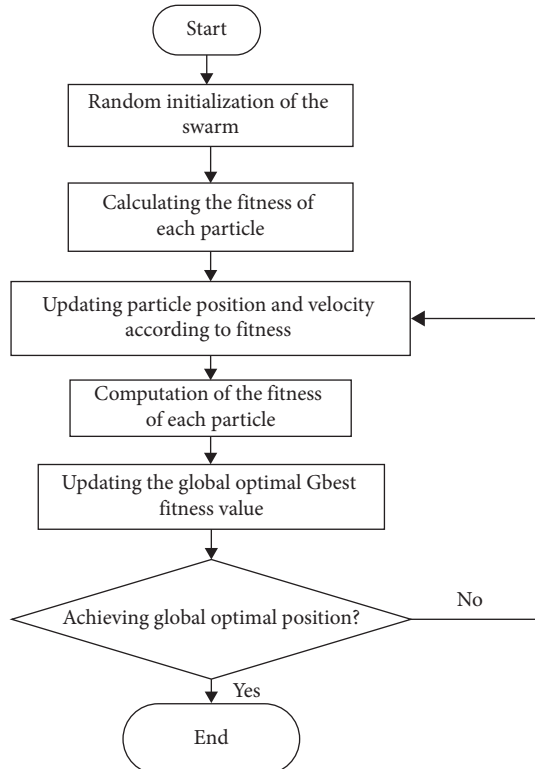 Start
Random initialization of the
swarm
Calculating the fitness of
each particle
Updating particle position and velocity
according to fitness
Computation of the fitness
of each particle
Updating the global optimal Gbest
fitness value
Achieving global optimal position?
No
Yes
End